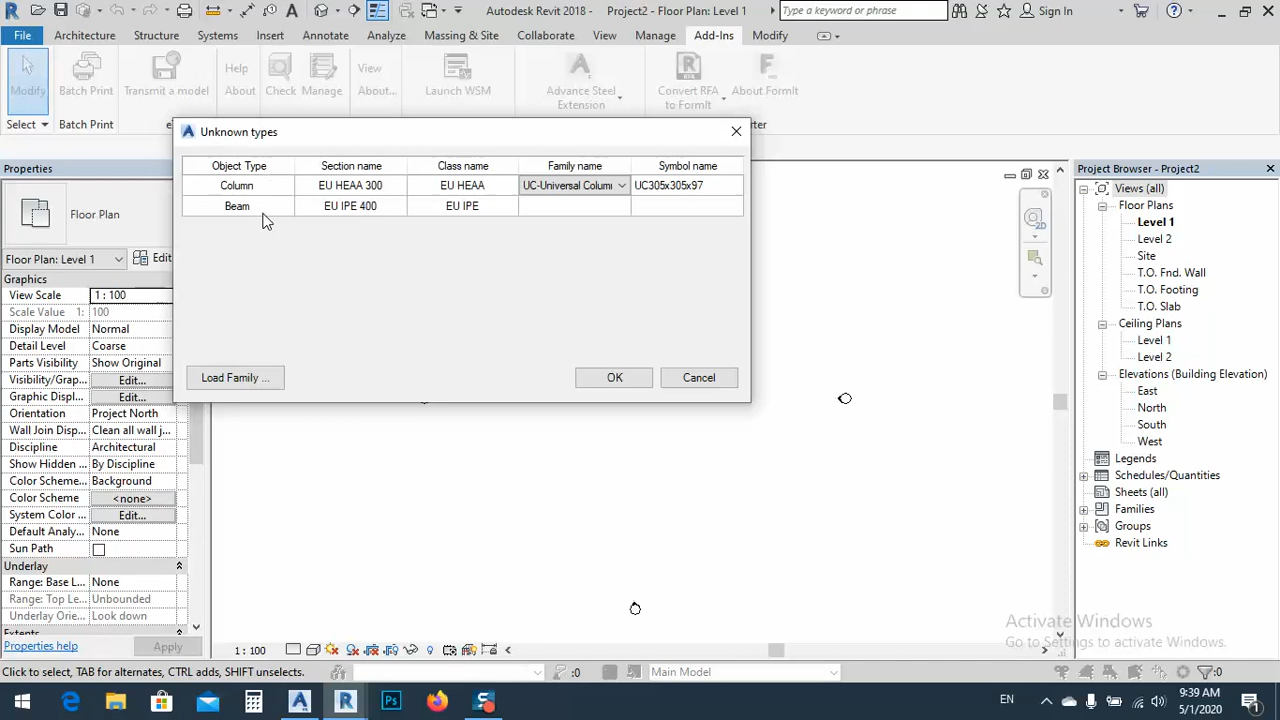 Autodesk Revit 2018 - Project2 - Floor Plan: Level 1
Type a keyword or phrase
Sign In
File Architecture Structure Systems Insert Annotate Analyze Massing & Site Collaborate View Manage Add-Ins Modify
Modify
Batch Print
Transmit a model
Help
About
Check Manage
View
About...
Launch WSM
Advance Steel
Extension
Convert RFA
to FormIt
About FormIt
Select
Batch Print
Unknown types
Object Type Section name Class name Family name Symbol name
Column EU HEAA 300 EU HEAA UC-Universal Colum UC305x305x97
Beam EU IPE 400 EU IPE
Load Family ...
OK
Cancel
Properties
Floor Plan
Floor Plan: Level 1
Edit
Graphics
View Scale 1 : 100
Scale Value 1: 100
Display Model Normal
Detail Level Coarse
Parts Visibility Show Original
Visibility/Grap... Edit...
Graphic Displ... Edit...
Orientation Project North
Wall Join Displ... Clean all wall j...
Discipline Architectural
Show Hidden ... By Discipline
Color Scheme... Background
Color Scheme <none>
System Color ... Edit...
Default Analy... None
Sun Path
Underlay
Range: Base L... None
Range: Top Le... Unbounded
Underlay Orie... Look down
Extents
Properties help
Apply
Project Browser - Project2
Views (all)
Floor Plans
Level 1
Level 2
Site
T.O. Fnd. Wall
T.O. Footing
T.O. Slab
Ceiling Plans
Level 1
Level 2
Elevations (Building Elevation)
East
North
South
West
Legends
Schedules/Quantities
Sheets (all)
Families
Groups
Revit Links
Activate Windows
Go to Settings to activate Windows.
1 : 100
Click to select, TAB for alternates, CTRL adds, SHIFT unselects.
:0
Main Model
:0
EN
9:39 AM
5/1/2020